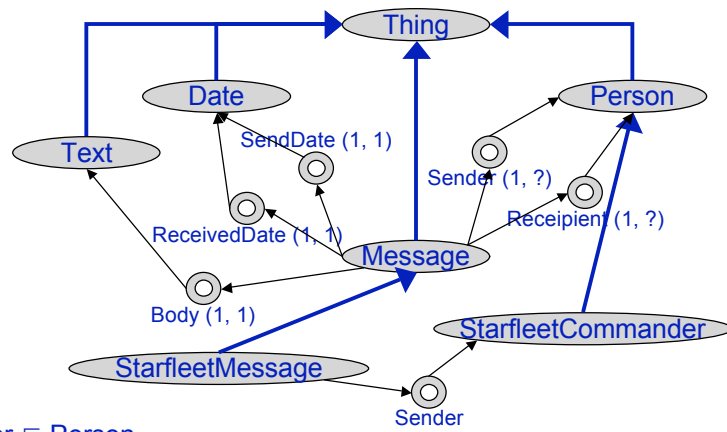 Thing
Date
Person
SendDate (1, 1)
Text
Sender (1, ?)
Receipient (1, ?)
ReceivedDate (1, 1)
Message
Body (1, 1)
StarfleetCommander
StarfleetMessage
Sender
⊑ Person